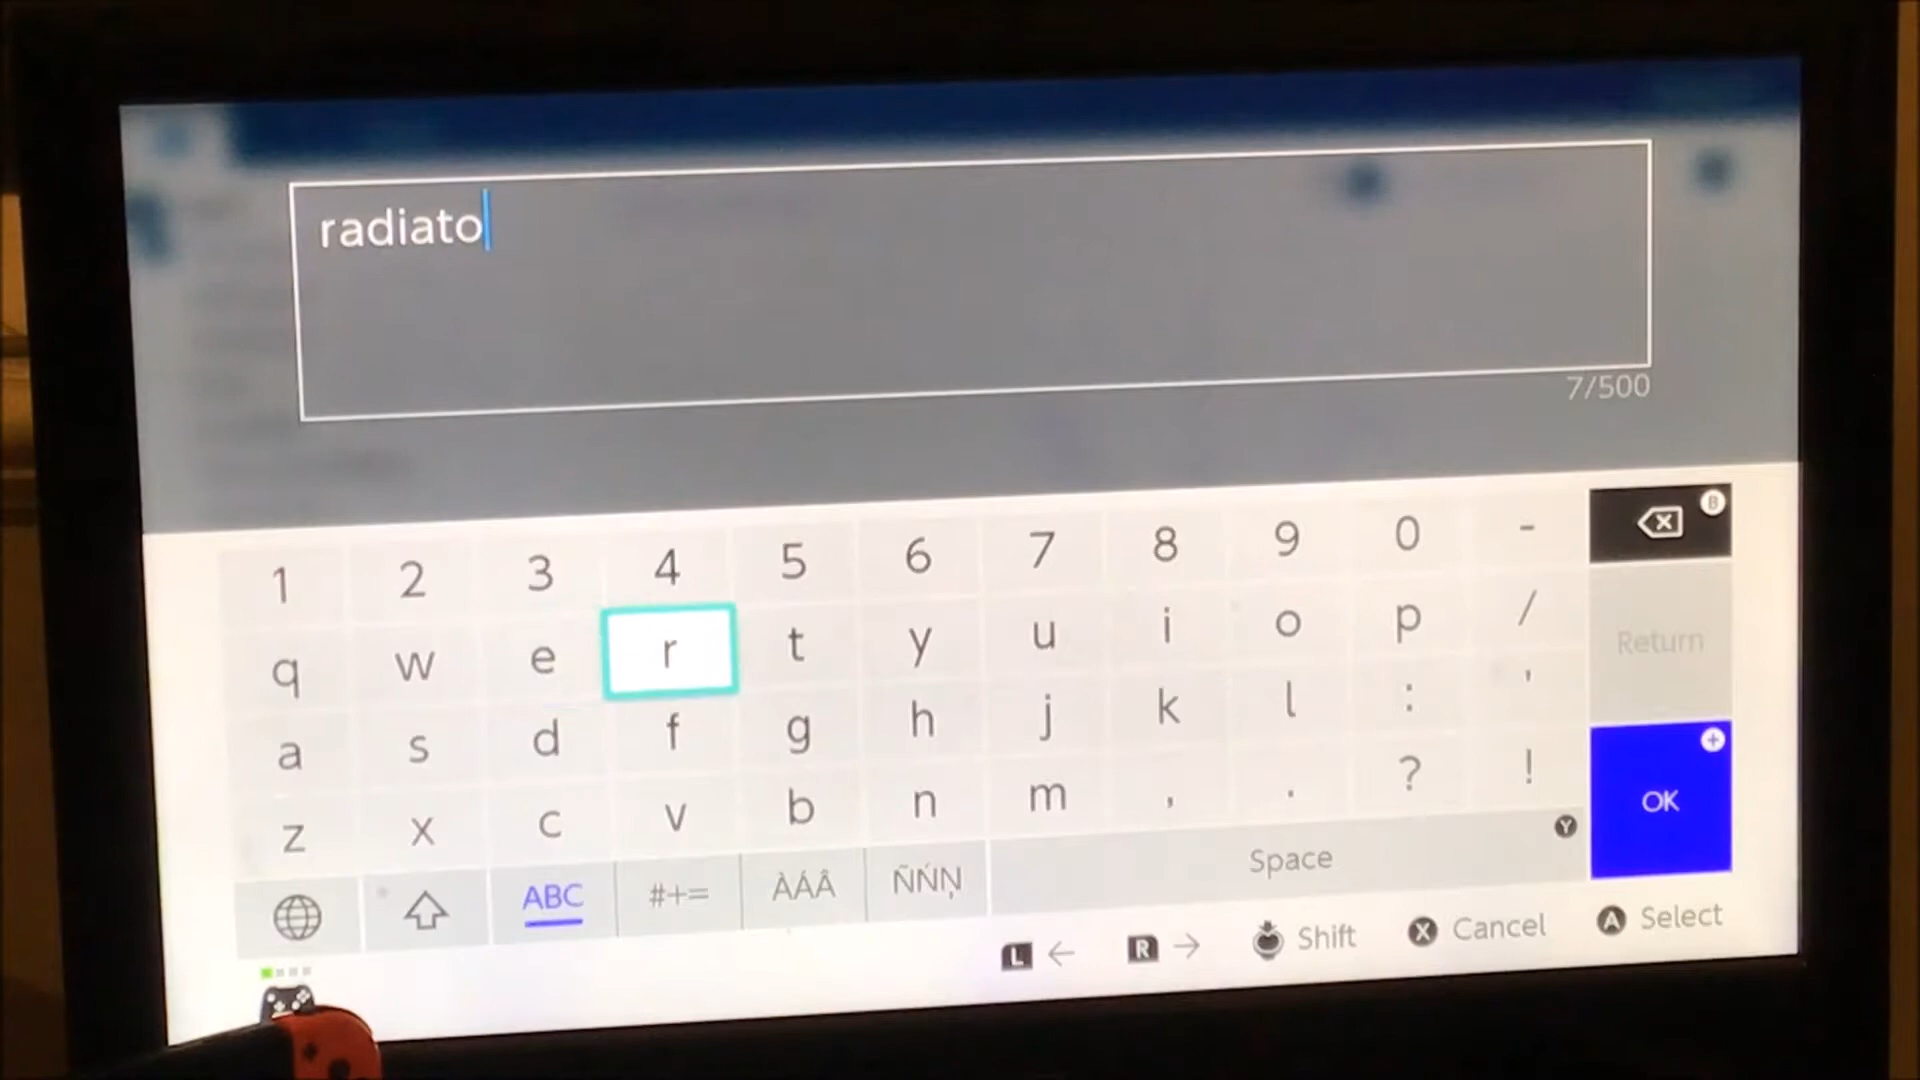 radiato
7/500
1 2 3 4 5 6 7 8 9 0 -
B
q w e r t y u i o p /
Return
a s d f g h j k l : '
z x c v b n m , . ? !
+
OK
ABC #+= ÀÁÂ ÑŃŅ Space Y
L ← R → Shift X Cancel A Select